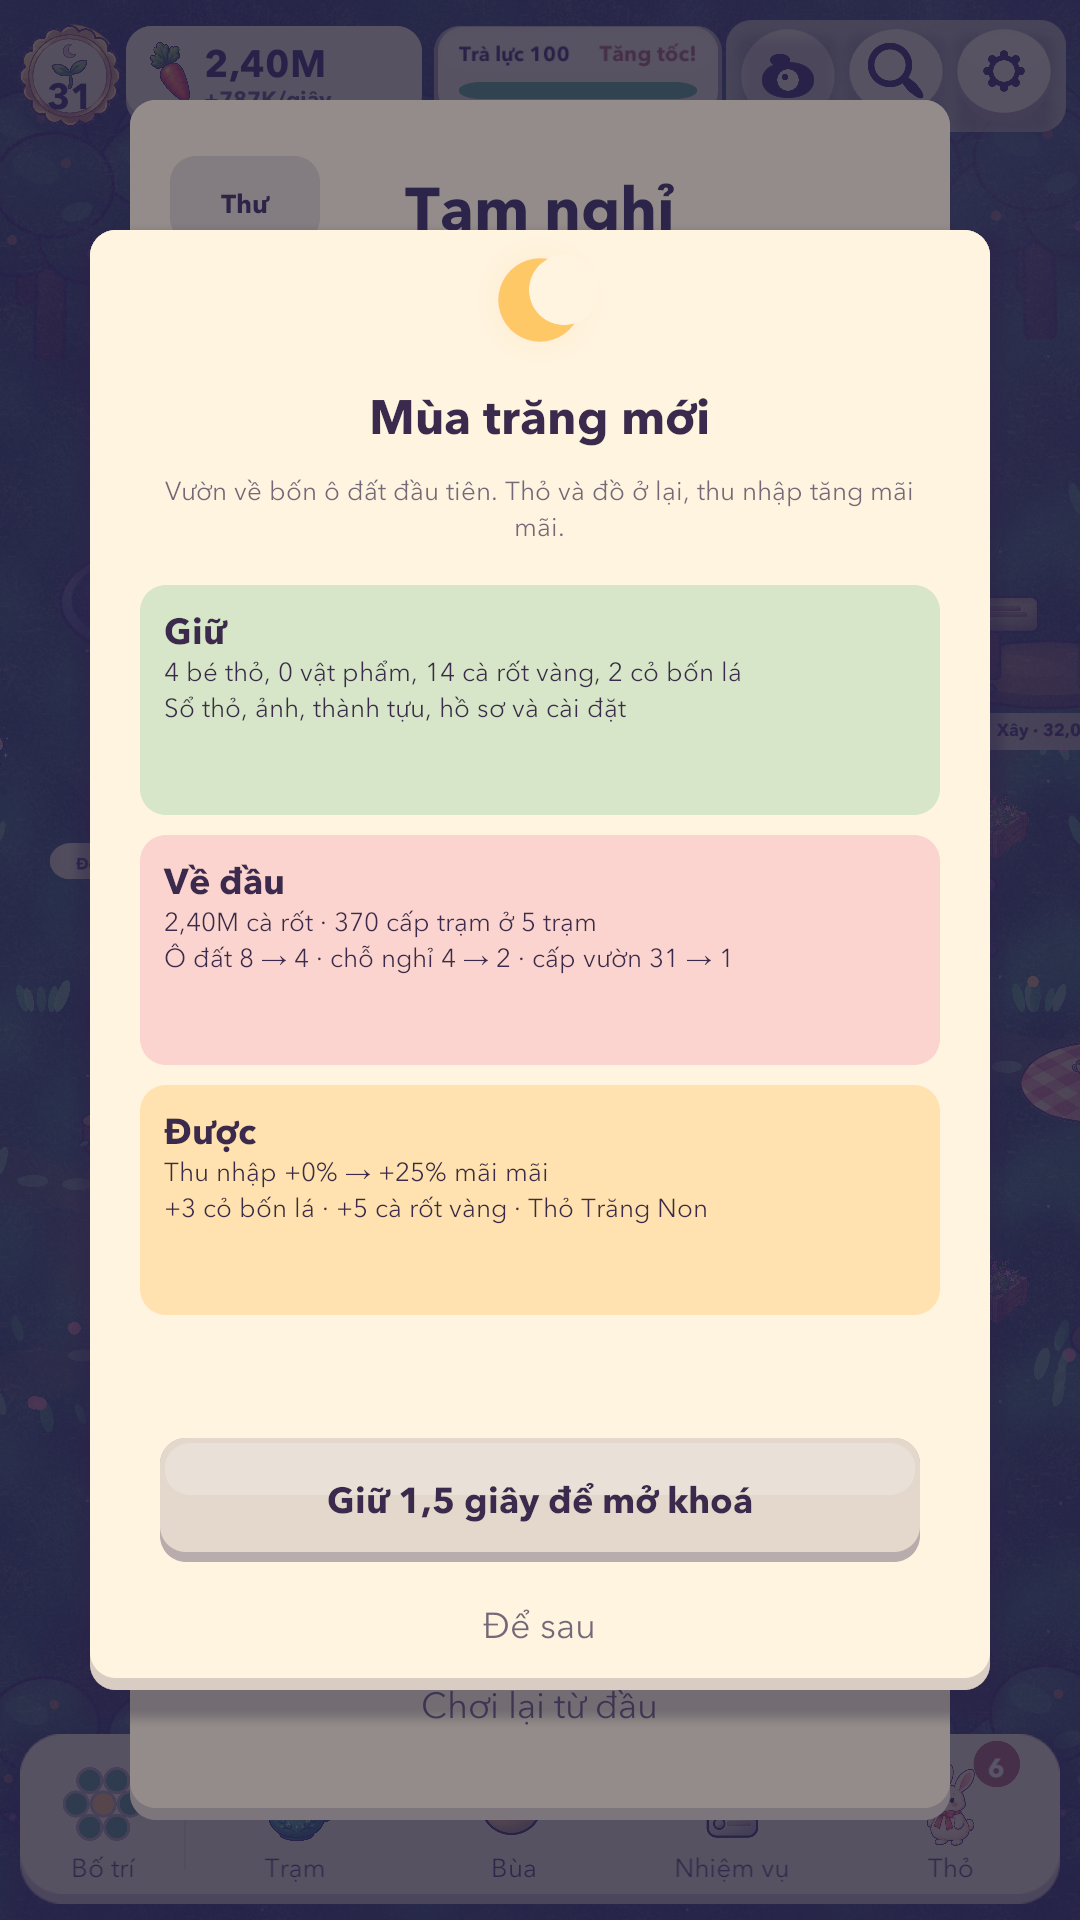 31
2,40M
+787K/giây
Trà lực 100
Tăng tốc!
Thư
Tạm nghỉ
Mùa trăng mới
Vườn về bốn ô đất đầu tiên. Thỏ và đồ ở lại, thu nhập tăng mãi
mãi.
Giữ
4 bé thỏ, 0 vật phẩm, 14 cà rốt vàng, 2 cỏ bốn lá
Sổ thỏ, ảnh, thành tựu, hồ sơ và cài đặt
Xây · 32,0
Về đầu
2,40M cà rốt · 370 cấp trạm ở 5 trạm
Ô đất 8 → 4 · chỗ nghỉ 4 → 2 · cấp vườn 31 → 1
Được
Thu nhập +0% → +25% mãi mãi
+3 cỏ bốn lá · +5 cà rốt vàng · Thỏ Trăng Non
Giữ 1,5 giây để mở khoá
Để sau
Chơi lại từ đầu
6
Bố trí
Trạm
Bùa
Nhiệm vụ
Thỏ